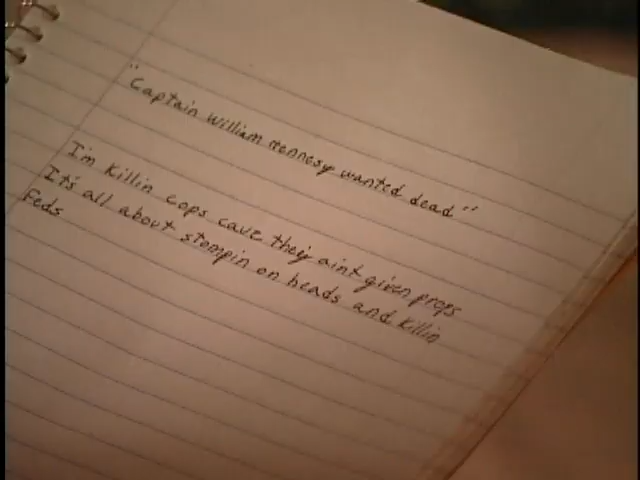 "Captain William Hennesy wanted dead"
I'm Killin cops caue they aint given props
It's all about stompin on heads and Killin
Feds